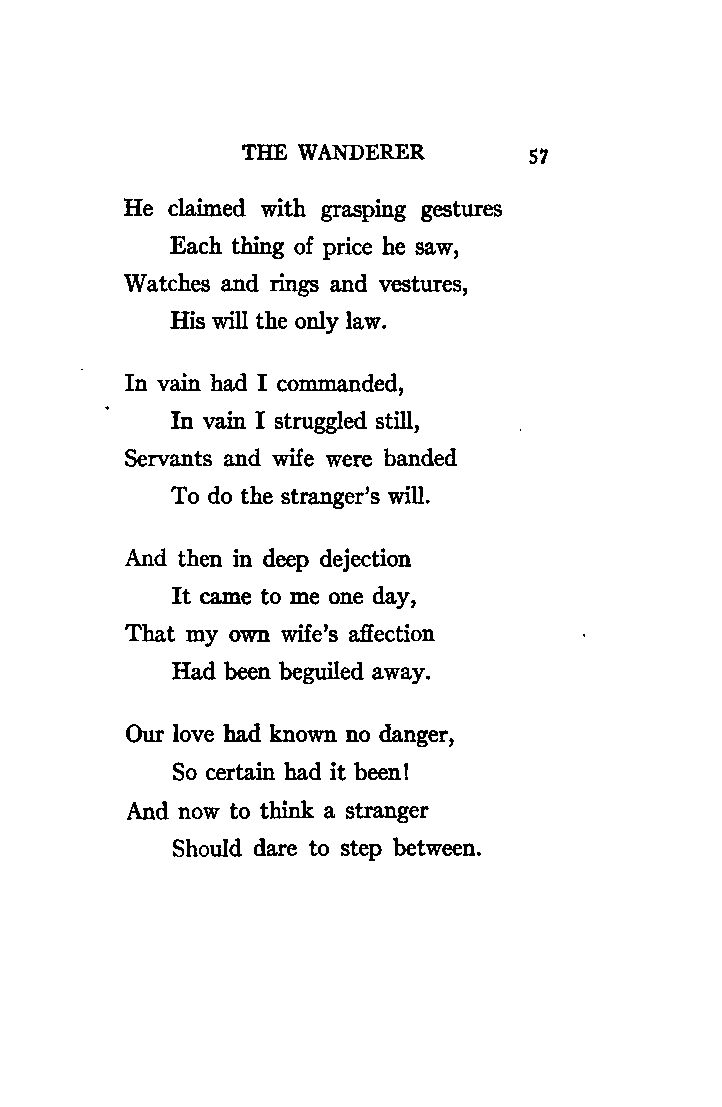 THE WANDERER 57
He claimed with grasping gestures
Each thing of price he saw,
Watches and rings and vestures,
His will the only law.
In vain had I commanded,
In vain I struggled still,
Servants and wife were banded
To do the stranger's will.
And then in deep dejection
It came to me one day,
That my own wife's affection
Had been beguiled away.
Our love had known no danger,
So certain had it been!
And now to think a stranger
Should dare to step between.